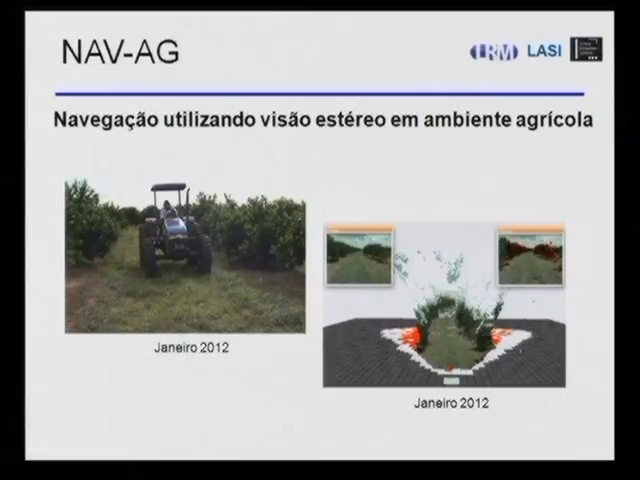 NAV-AG
LRM LASI
Navegação utilizando visão estéreo em ambiente agrícola
Janeiro 2012
Janeiro 2012